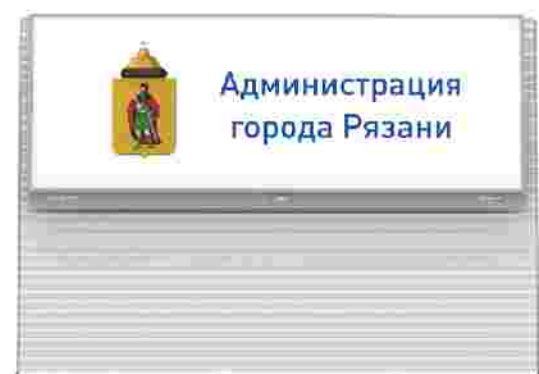 Администрация
города Рязани